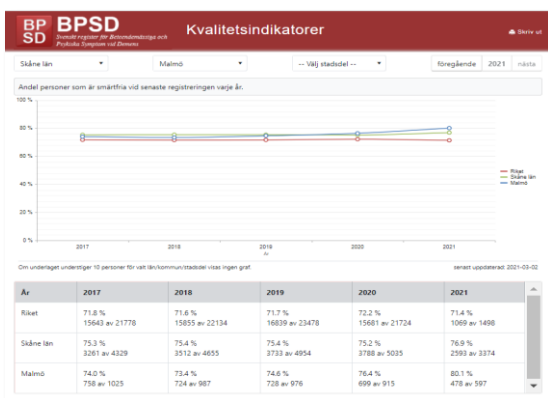 BP
SD
BPSD
Svenskt register för Beteendemässiga och
Psykiska Symptom vid Demens
Kvalitetsindikatorer
Skriv ut
Skåne län
Malmö
-- Välj stadsdel --
föregående 2021 nästa
Andel personer som är smärtfria vid senaste registreringen varje år.
100 %
80 %
60 %
40 %
20 %
0 %
2017 2018 2019 2020 2021
År
Riket
Skåne län
Malmö
Om underlaget understiger 10 personer för valt län/kommun/stadsdel visas ingen graf.
senast uppdaterad: 2021-03-02
År 2017 2018 2019 2020 2021
Riket 71.8 % 71.6 % 71.7 % 72.2 % 71.4 %
15643 av 21778 15855 av 22134 16839 av 23478 15681 av 21724 1069 av 1498
Skåne län 75.3 % 75.4 % 75.4 % 75.2 % 76.9 %
3261 av 4329 3512 av 4655 3733 av 4954 3788 av 5035 2593 av 3374
Malmö 74.0 % 73.4 % 74.6 % 76.4 % 80.1 %
758 av 1025 724 av 987 728 av 976 699 av 915 478 av 597